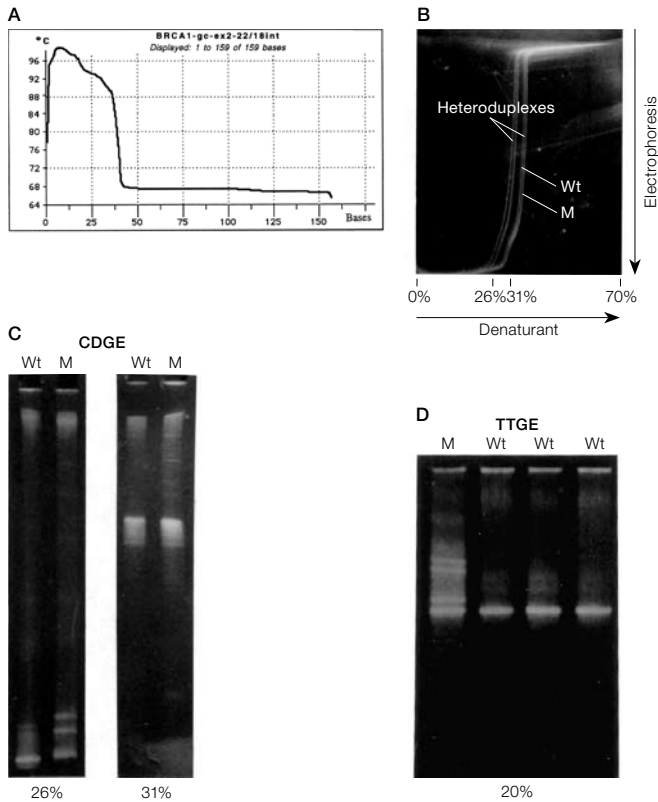 A
BRCA1-gc-ex2-22/18int
Displayed: 1 to 159 of 159 bases
°C
96
92
88
84
80
76
72
68
64
0
25
50
75
100
125
150
Bases
B
Heteroduplexes
Wt
M
Electrophoresis
0%
26%
31%
70%
Denaturant
C
CDGE
Wt M Wt M
26% 31%
D
TTGE
M Wt Wt Wt
20%